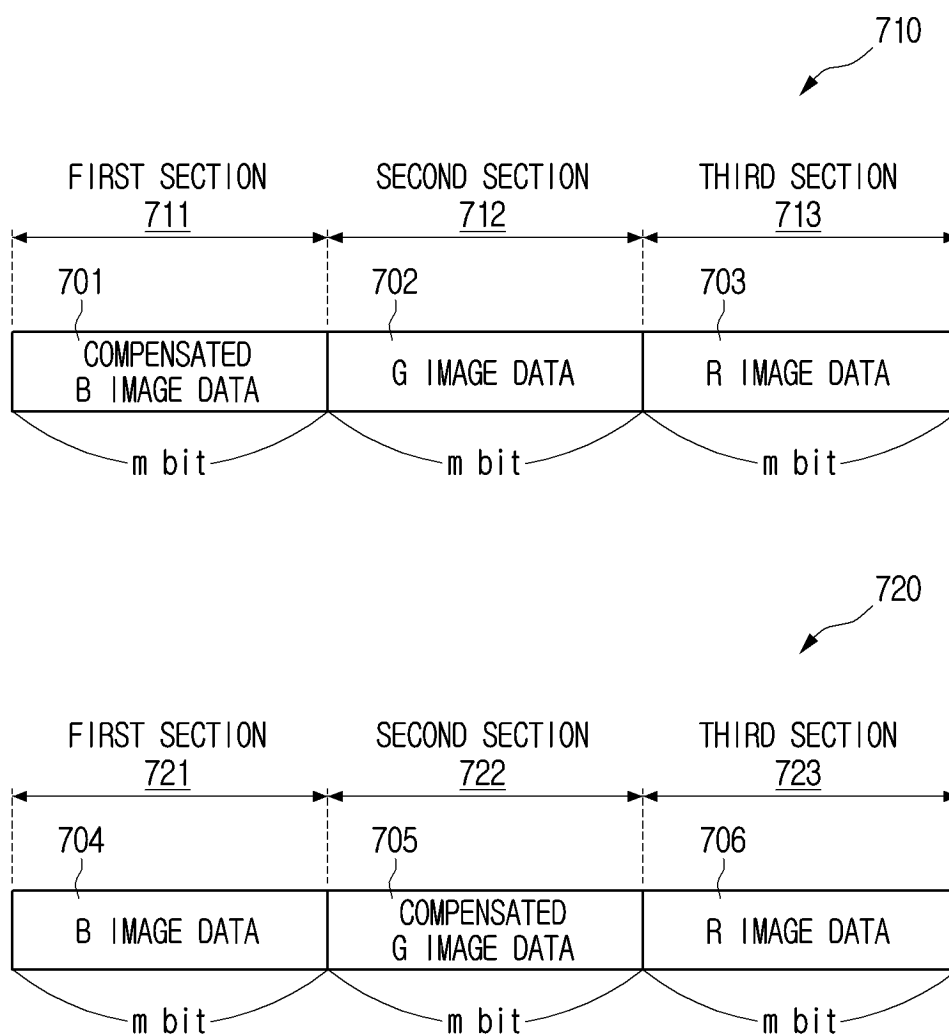 710
FIRST SECTION SECOND SECTION THIRD SECTION
711 712 713
701 702 703
COMPENSATED
B IMAGE DATA G IMAGE DATA R IMAGE DATA
m bit m bit m bit
720
FIRST SECTION SECOND SECTION THIRD SECTION
721 722 723
704 705 706
B IMAGE DATA COMPENSATED
G IMAGE DATA R IMAGE DATA
m bit m bit m bit